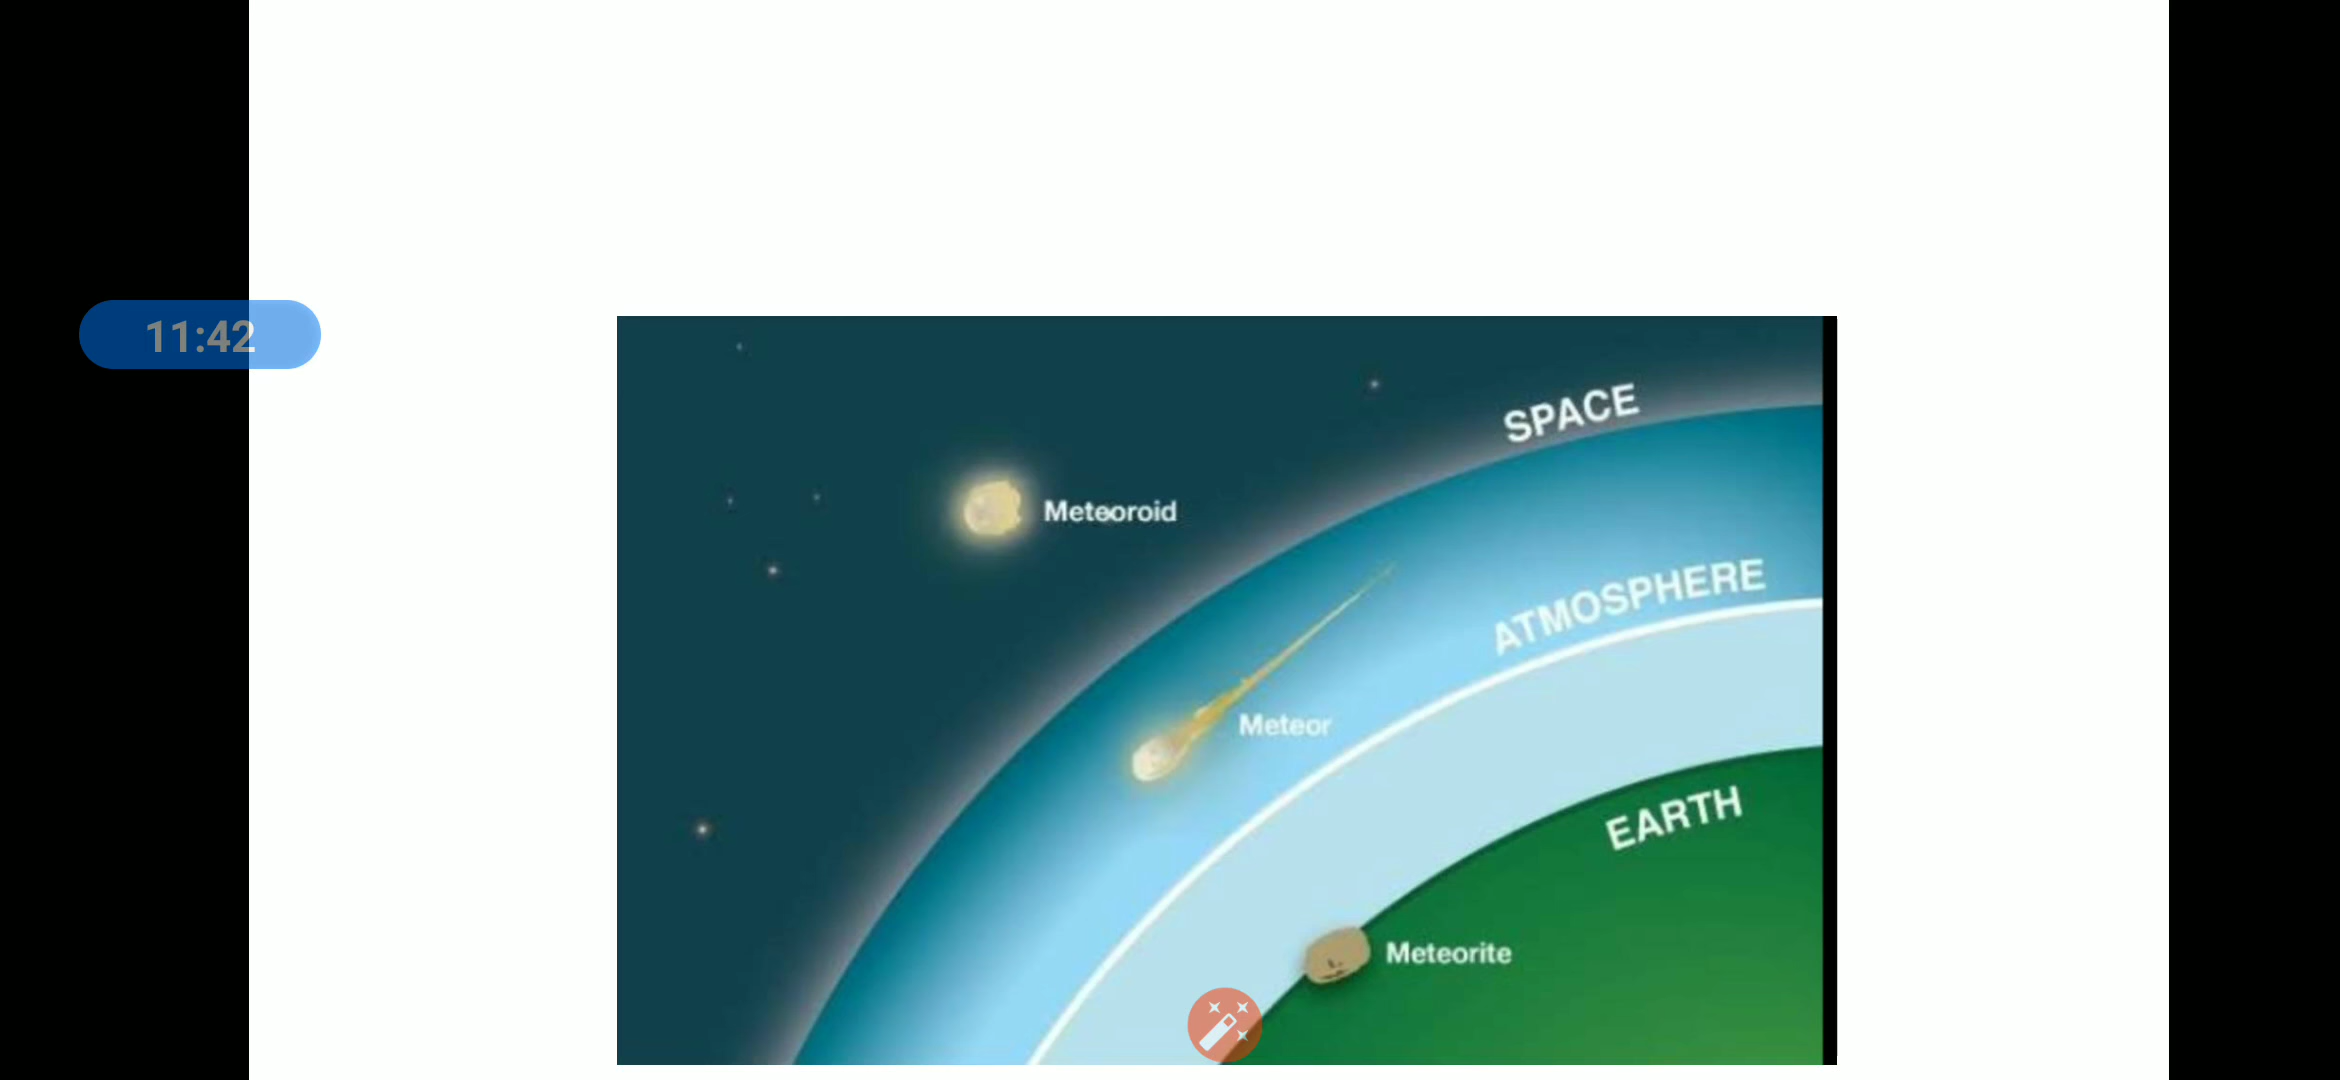 11:42
SPACE
Meteoroid
ATMOSPHERE
Meteor
EARTH
Meteorite